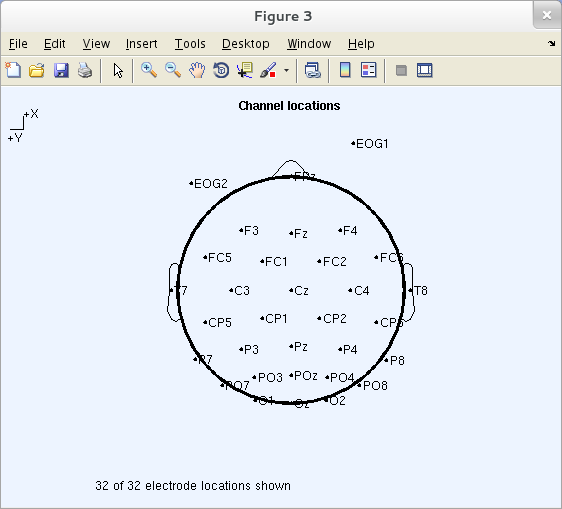 Figure 3
File Edit View Insert Tools Desktop Window Help
Channel locations
+X
+Y
EOG1
FPz
EOG2
F3 Fz F4
FC5 FC1 FC2 FC6
T7 C3 Cz C4 T8
CP5 CP1 CP2 CP6
P7 P3 Pz P4 P8
PO7 PO3 POz PO4 PO8
O1 Oz O2
32 of 32 electrode locations shown